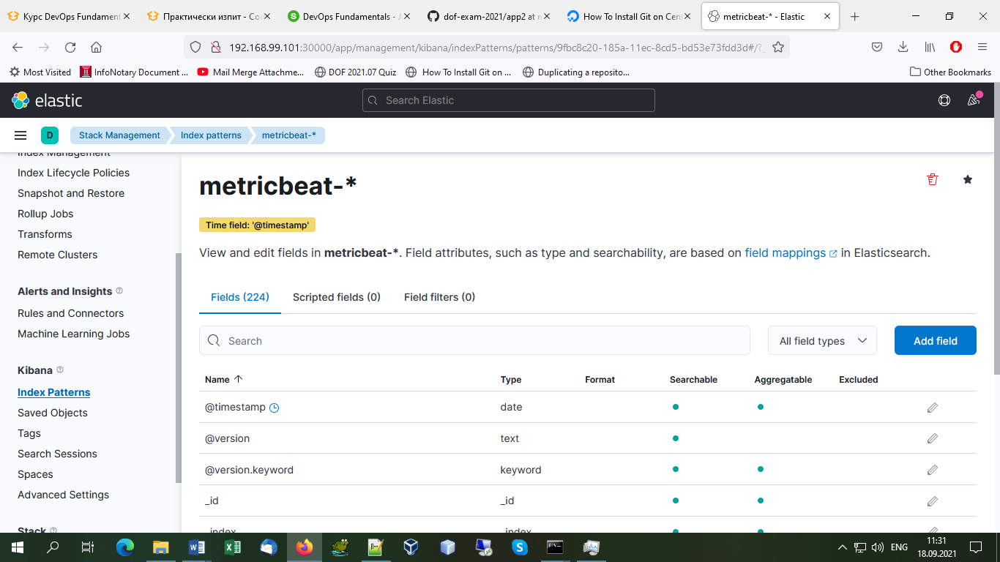 Курс DevOps Fundament
Практически изпит - Сос
DevOps Fundamentals - J
dof-exam-2021/app2 at m
How To Install Git on Cent
metricbeat-* - Elastic
192.168.99.101:30000/app/management/kibana/indexPatterns/patterns/9fbc8c20-185a-11ec-8cd5-bd53e73fdd3d#/?_
Most Visited
InfoNotary Document ...
Mail Merge Attachme...
DOF 2021.07 Quiz
How To Install Git on ...
Duplicating a reposito...
Other Bookmarks
elastic
Search Elastic
D
Stack Management
Index patterns
metricbeat-*
Index Management
Index Lifecycle Policies
Snapshot and Restore
Rollup Jobs
Transforms
Remote Clusters
Alerts and Insights
Rules and Connectors
Machine Learning Jobs
Kibana
Index Patterns
Saved Objects
Tags
Search Sessions
Spaces
Advanced Settings
Stack
metricbeat-*
Time field: '@timestamp'
View and edit fields in metricbeat-*. Field attributes, such as type and searchability, are based on field mappings in Elasticsearch.
Fields (224)
Scripted fields (0)
Field filters (0)
Search
All field types
Add field
Name Type Format Searchable Aggregatable Excluded
@timestamp date
@version text
@version.keyword keyword
_id _id
_index _index
ENG
11:31
18.09.2021